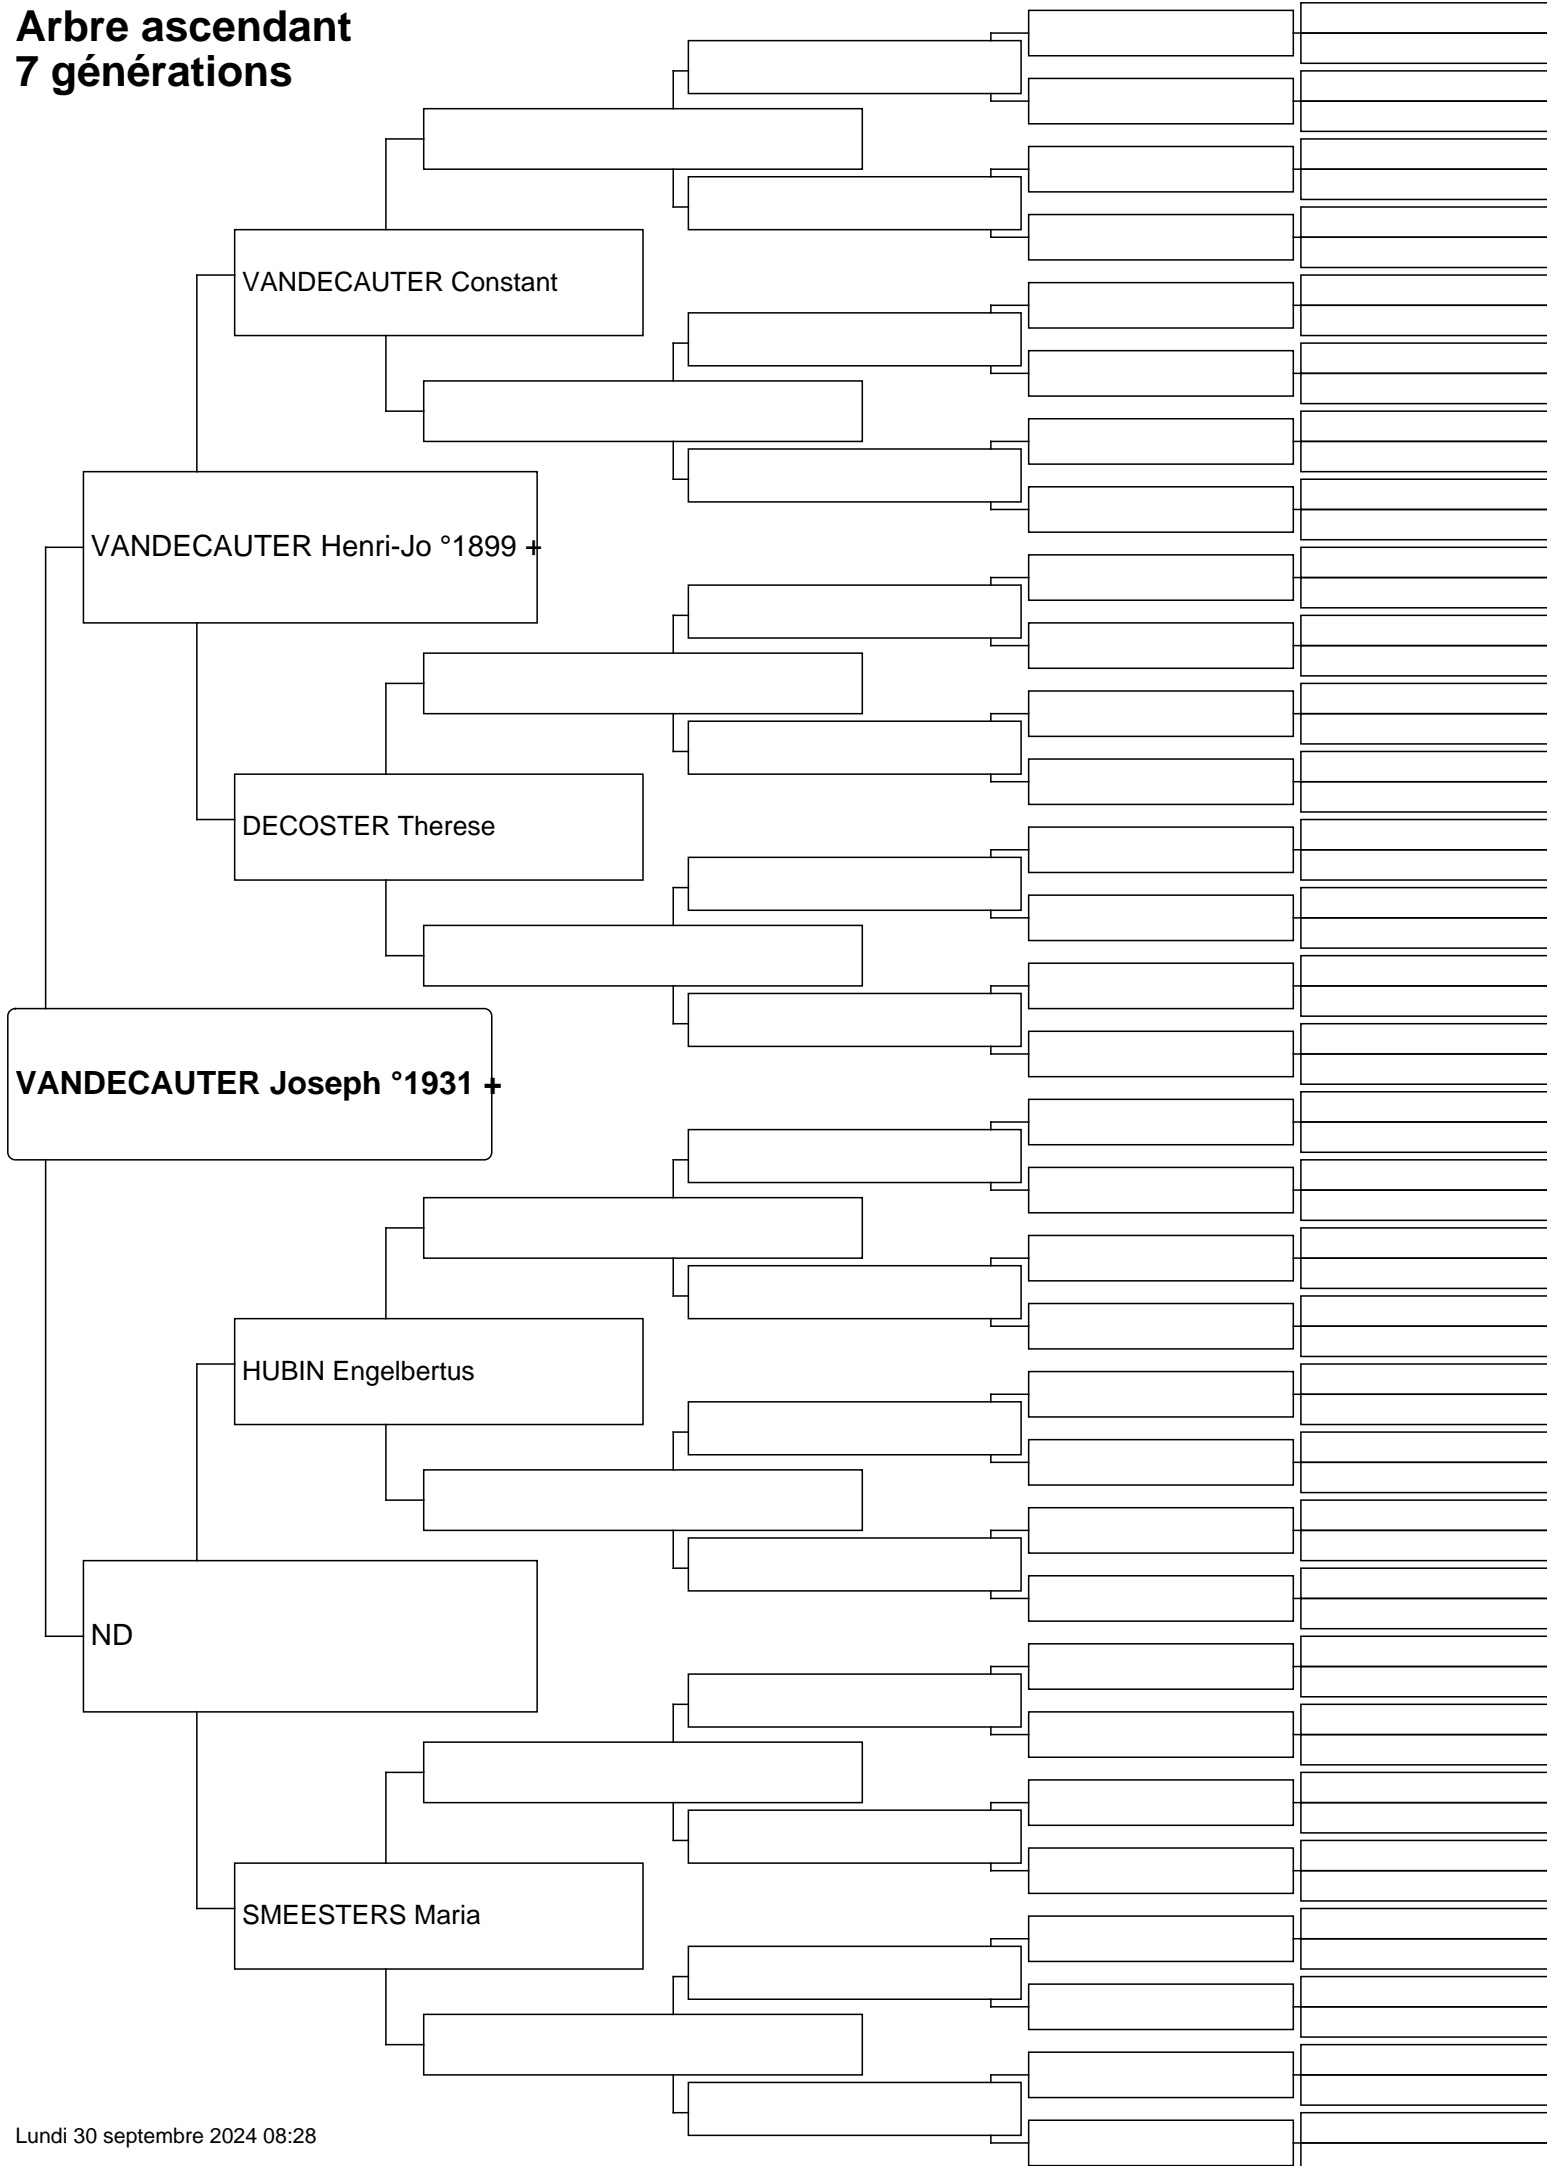 Arbre ascendant
7 générations
VANDECAUTER Constant
VANDECAUTER Henri-Jo °1899 +
DECOSTER Therese
VANDECAUTER Joseph °1931 +
HUBIN Engelbertus
ND
SMEESTERS Maria
Lundi 30 septembre 2024 08:28